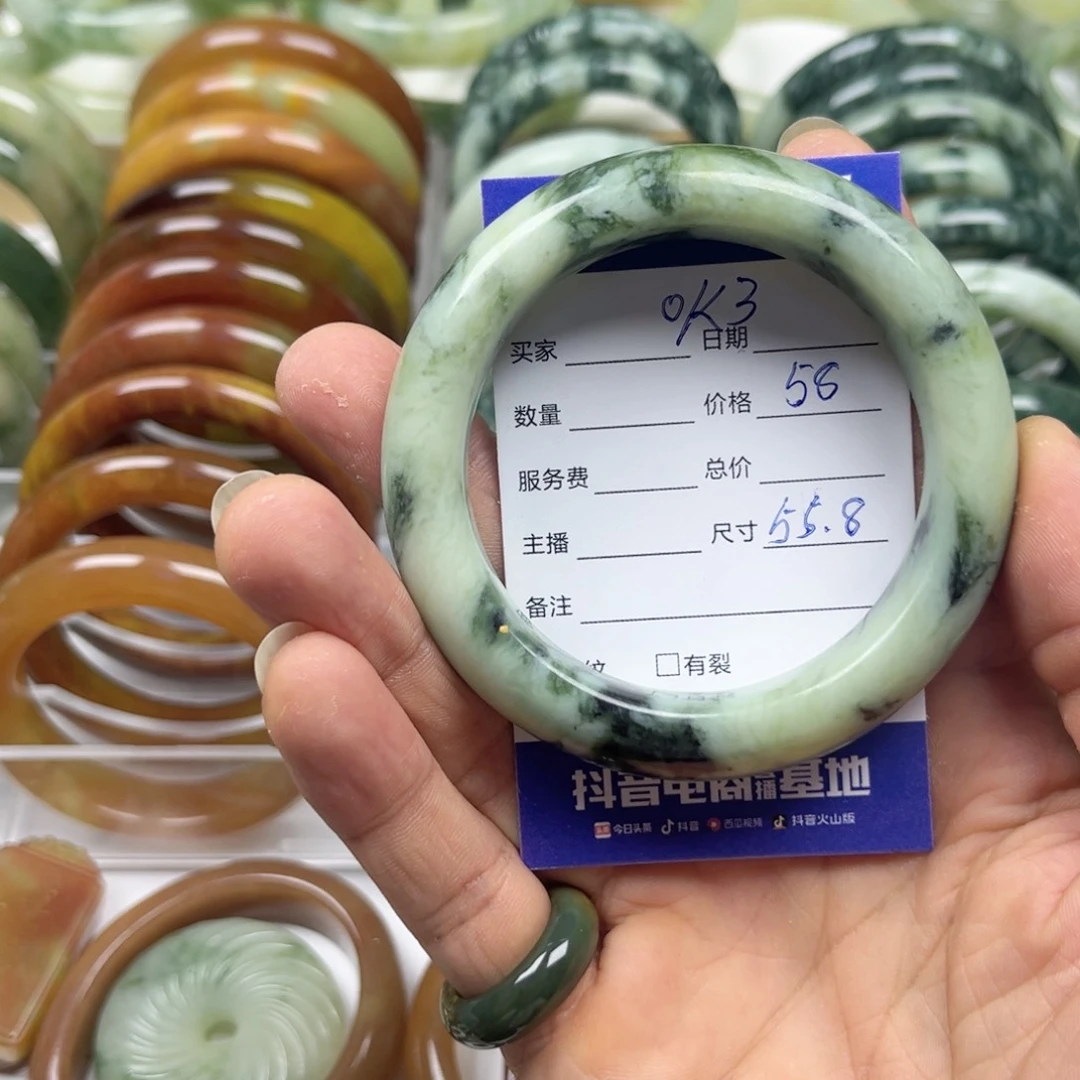 OK3
买家 日期
数量 价格 58
服务费 总价
主播 尺寸 55.8
备注
纹 有裂
抖音电商直播基地
今日头条 抖音 西瓜视频 抖音火山版